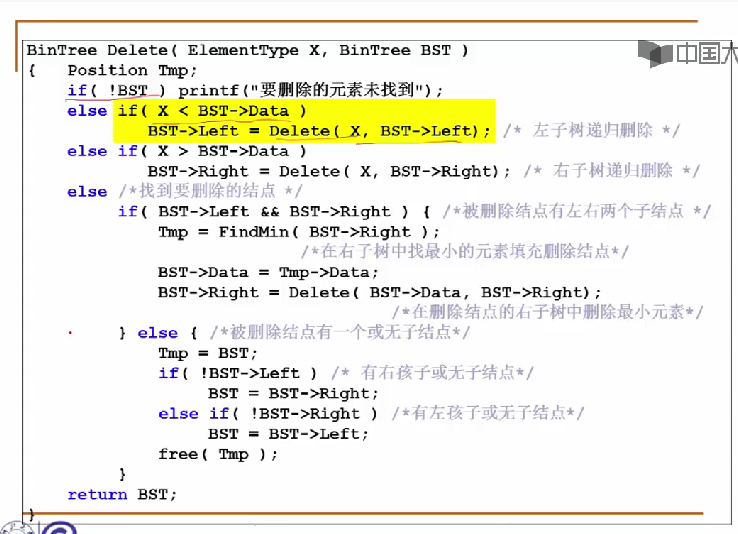 中国大
BinTree Delete( ElementType X, BinTree BST )
{ Position Tmp;
if( !BST ) printf("要删除的元素未找到");
else if( X < BST->Data )
BST->Left = Delete( X, BST->Left); /* 左子树递归删除 */
else if( X > BST->Data )
BST->Right = Delete( X, BST->Right); /* 右子树递归删除 */
else /*找到要删除的结点 */
if( BST->Left && BST->Right ) { /*被删除结点有左右两个子结点 */
Tmp = FindMin( BST->Right );
/*在右子树中找最小的元素填充删除结点*/
BST->Data = Tmp->Data;
BST->Right = Delete( BST->Data, BST->Right);
/*在删除结点的右子树中删除最小元素*/
} else { /*被删除结点有一个或无子结点*/
Tmp = BST;
if( !BST->Left ) /* 有右孩子或无子结点*/
BST = BST->Right;
else if( !BST->Right ) /*有左孩子或无子结点*/
BST = BST->Left;
free( Tmp );
}
return BST;
}